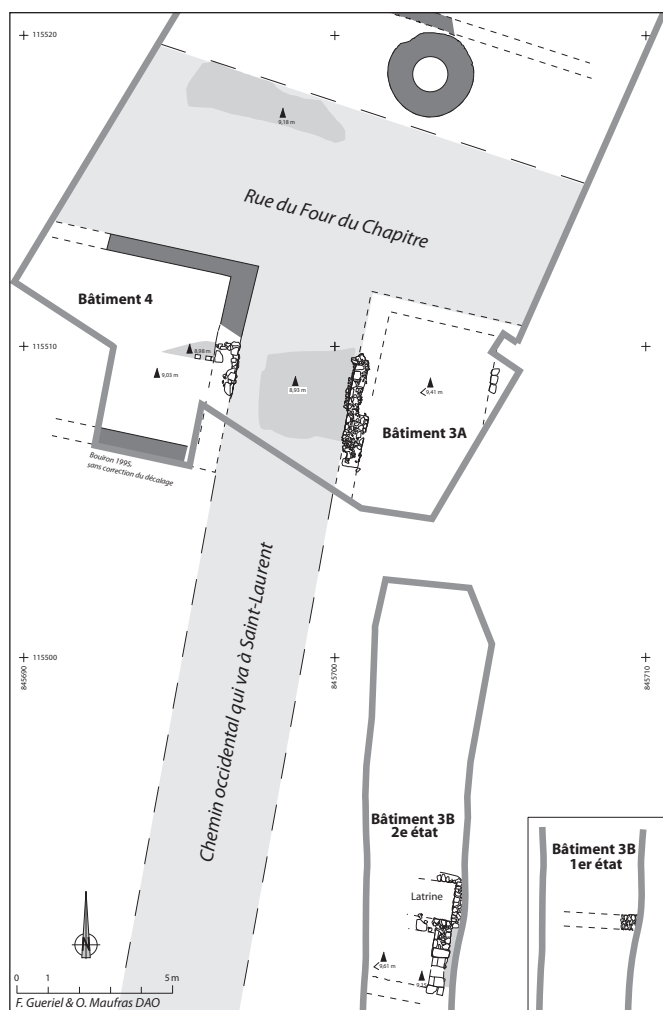 115520
9,18 m
Rue du Four du Chapitre
Bâtiment 4
115510
9,98 m
9,03 m
8,93 m
9,41 m
Bâtiment 3A
Bouiron 1995,
sans correction du décalage
Chemin occidental qui va à Saint-Laurent
115500
845690
845700
845710
Bâtiment 3B
2e état
Bâtiment 3B
1er état
Latrine
N
9,61 m
0 1 5 m
F. Gueriel & O. Maufras DAO